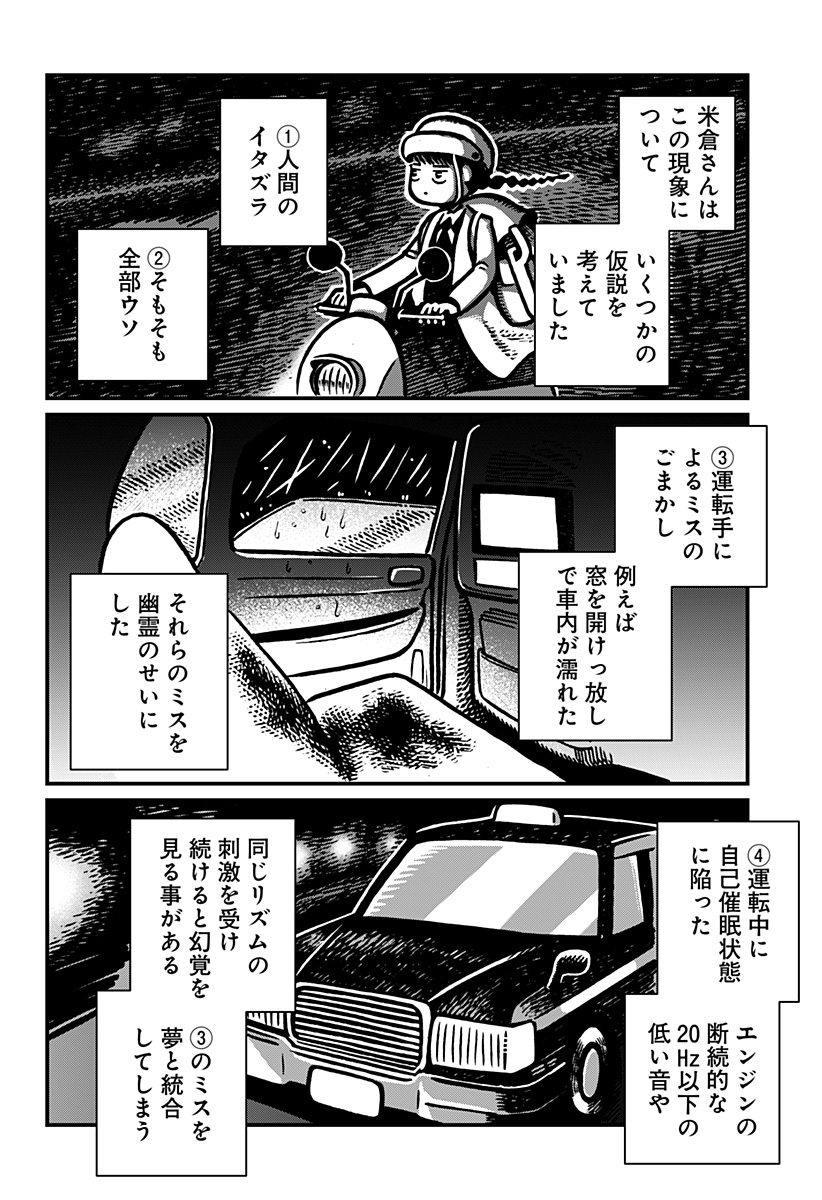 米倉さんは
この現象に
ついて
いくつかの
仮説を
考えて
いました
①人間の
イタズラ
②そもそも
全部ウソ
③運転手に
よるミスの
ごまかし
例えば
窓を開けっ放し
で車内が濡れた
それらのミスを
幽霊のせいに
した
④運転中に
自己催眠状態
に陥った
エンジンの
断続的な
20Hz以下の
低い音や
同じリズムの
刺激を受け
続けると幻覚を
見る事がある
③のミスを
夢と統合
してしまう